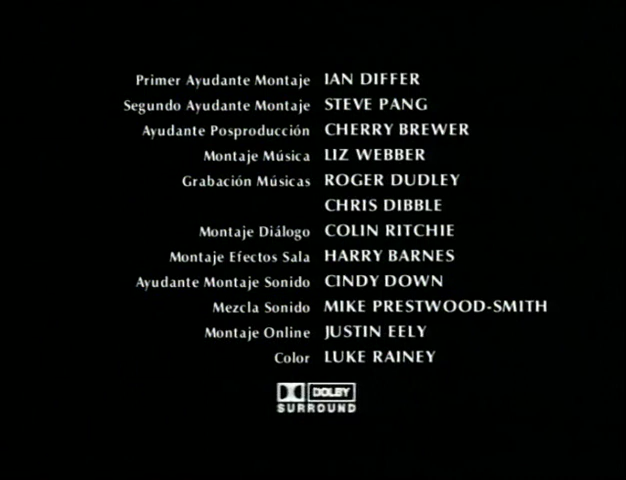 Primer Ayudante Montaje IAN DIFFER
Segundo Ayudante Montaje STEVE PANG
Ayudante Posproducción CHERRY BREWER
Montaje Música LIZ WEBBER
Grabación Músicas ROGER DUDLEY
CHRIS DIBBLE
Montaje Diálogo COLIN RITCHIE
Montaje Efectos Sala HARRY BARNES
Ayudante Montaje Sonido CINDY DOWN
Mezcla Sonido MIKE PRESTWOOD-SMITH
Montaje Online JUSTIN EELY
Color LUKE RAINEY
DOLBY
SURROUND